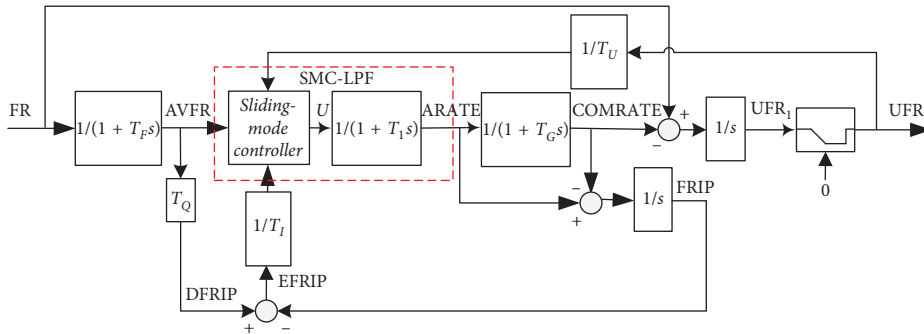 1/T_U
SMC-LPF
FR
1/(1 + T_F s)
AVFR
Sliding-
mode
controller
U
1/(1 + T_1 s)
ARATE
1/(1 + T_G s)
COMRATE
+
−
1/s
UFR_1
UFR
0
T_Q
1/T_I
−
+
1/s
FRIP
DFRIP
EFRIP
+
−